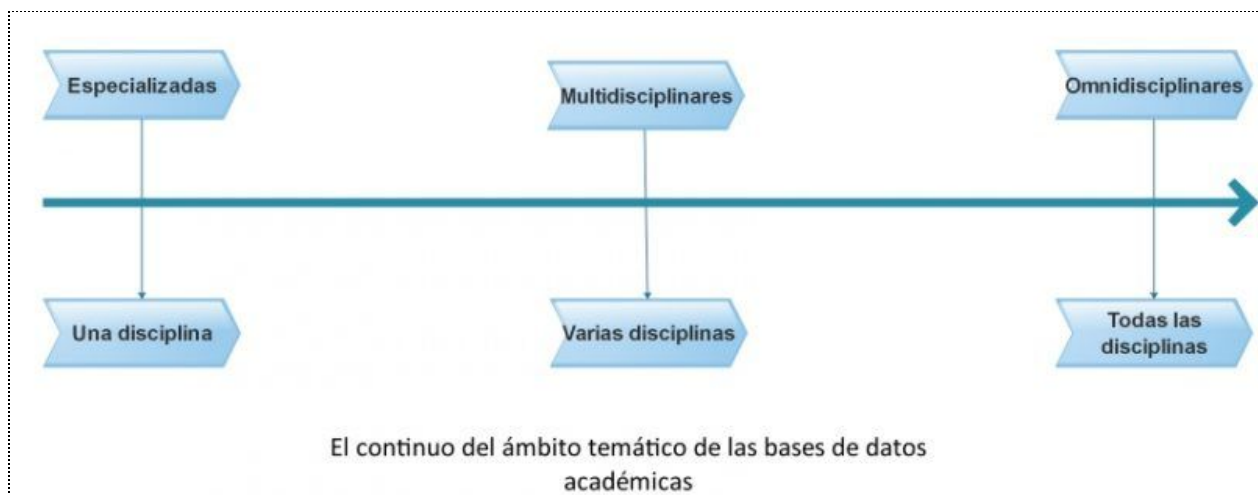 Especializadas
Multidisciplinares
Omnidisciplinares
Una disciplina
Varias disciplinas
Todas las
disciplinas
El continuo del ámbito temático de las bases de datos
académicas